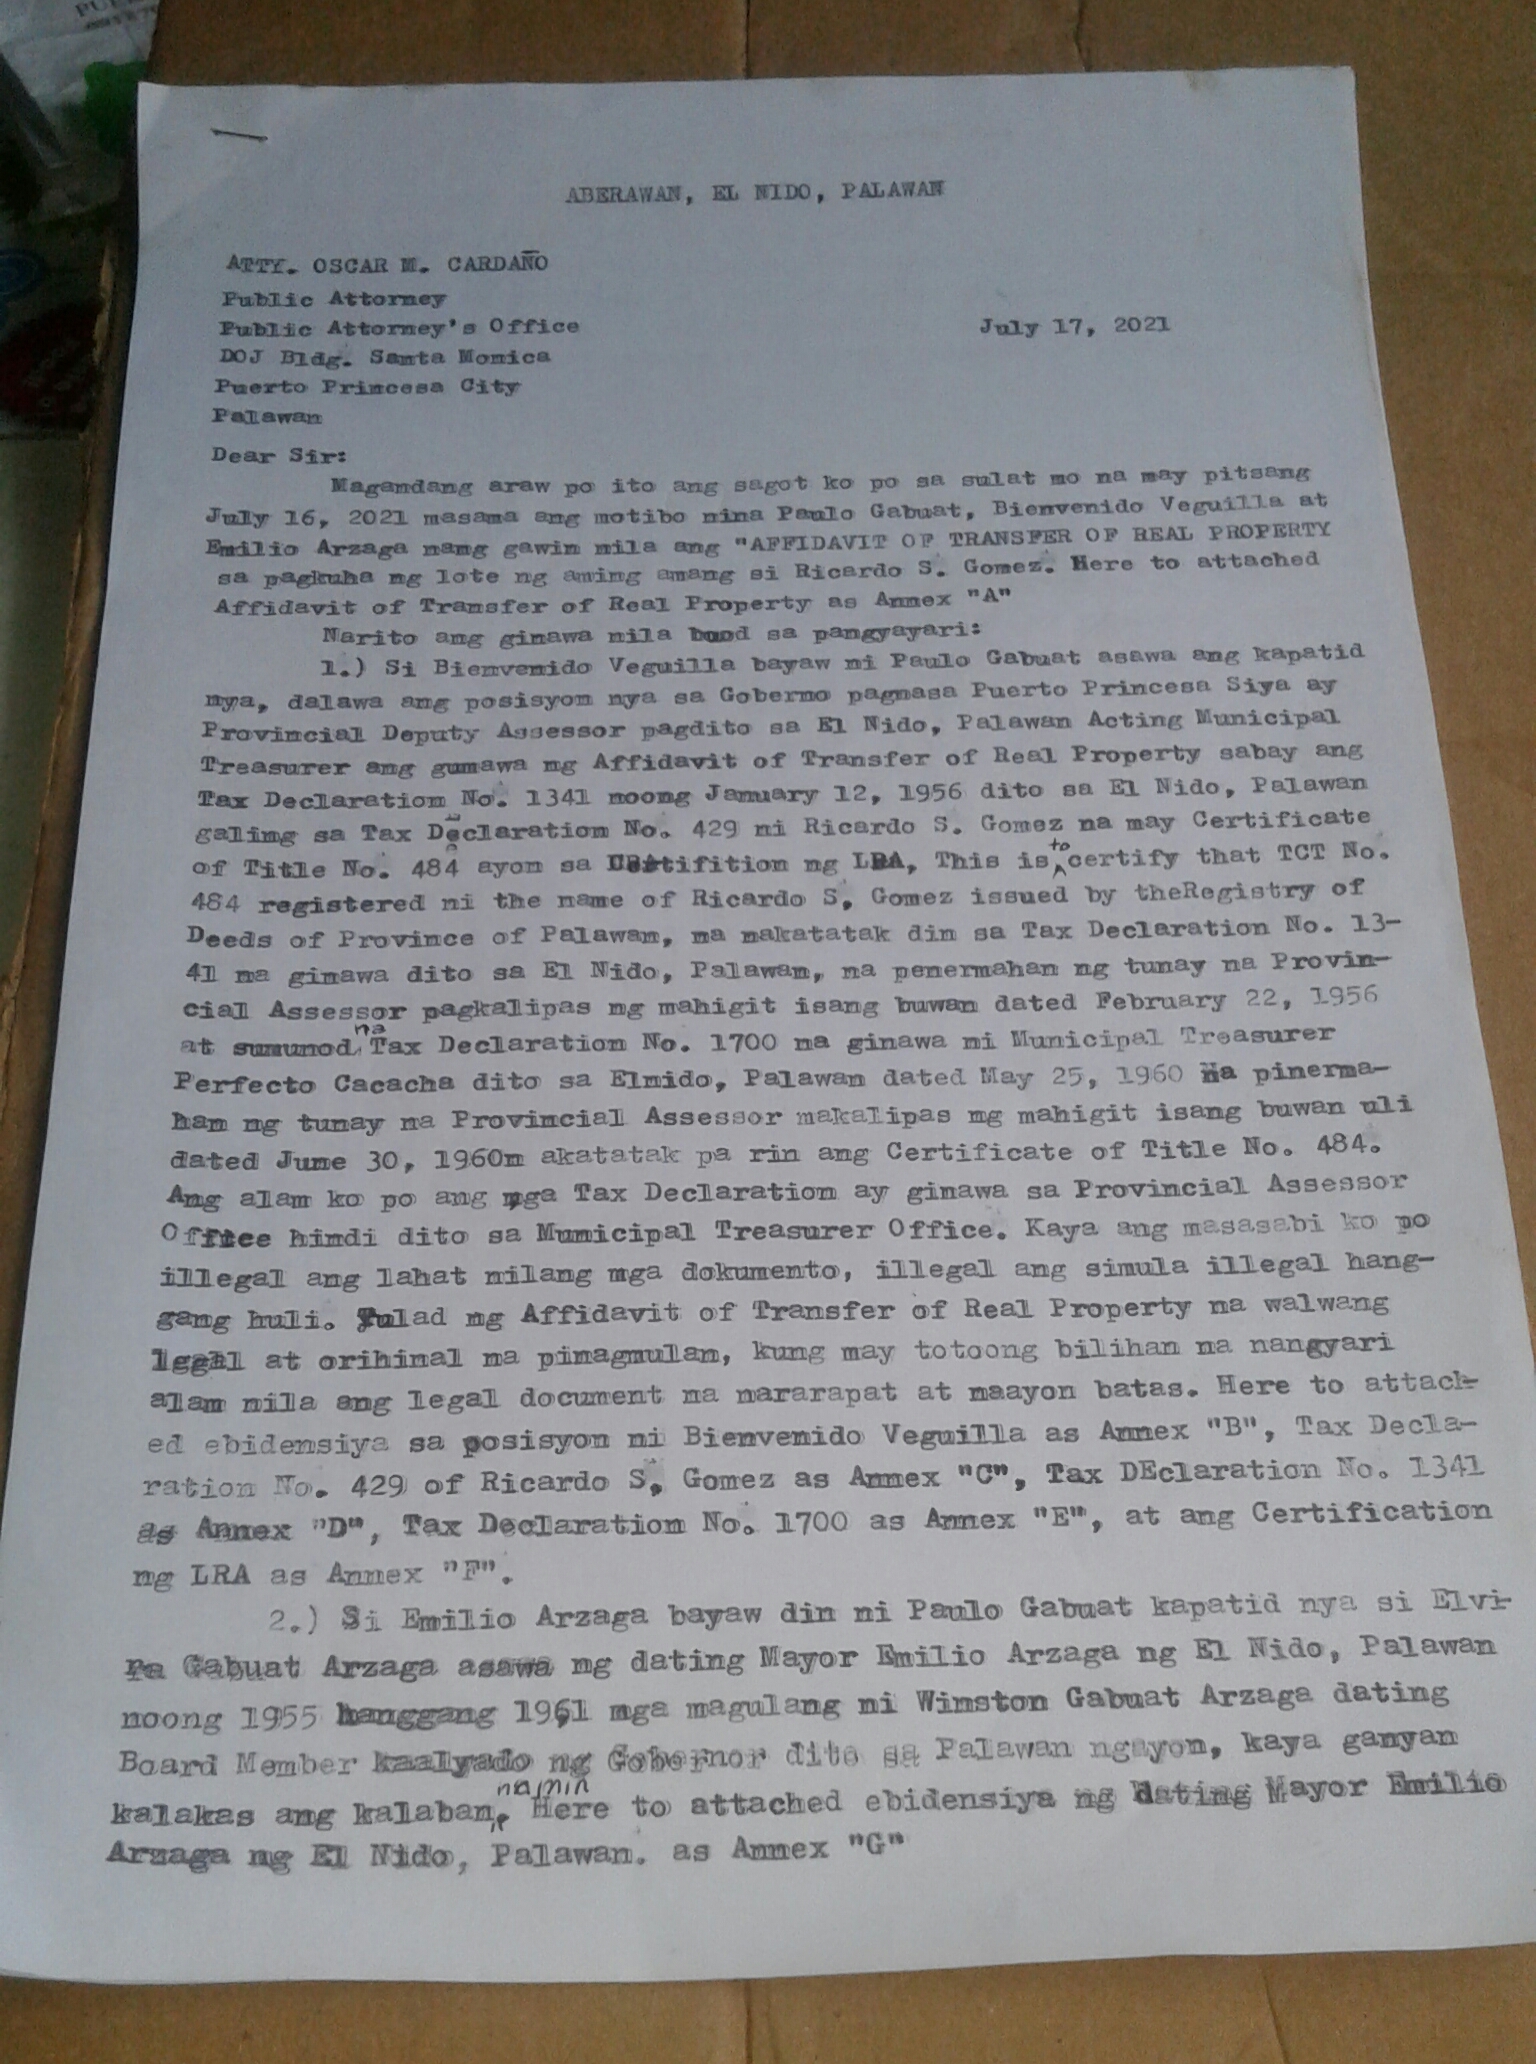 ABERAWAN, EL NIDO, PALAWAN
ATTY. OSCAR M. CARDAÑO
Public Attorney
Public Attorney's Office
July 17, 2021
DOJ Bldg. Santa Monica
Puerto Princesa City
Palawan
Dear Sir:
Magandang araw po ito ang sagot ko po sa sulat mo na may pitsang
July 16, 2021 masama ang motibo nina Paulo Gabuat, Bienvenido Veguilla at
Emilio Arzaga nang gawin nila ang "AFFIDAVIT OF TRANSFER OF REAL PROPERTY
sa pagkuha ng lote ng aming amang si Ricardo S. Gomez. Here to attached
Affidavit of Transfer of Real Property as Annex "A"
Narito ang ginawa nila buod sa pangyayari:
1.) Si Bienvenido Veguilla bayaw ni Paulo Gabuat asawa ang kapatid
nya, dalawa ang posisyon nya sa Goberno pagnasa Puerto Princesa Siya ay
Provincial Deputy Assessor pagdito sa El Nido, Palawan Acting Municipal
Treasurer ang gumawa ng Affidavit of Transfer of Real Property sabay ang
Tax Declaration No. 1341 noong January 12, 1956 dito sa El Nido, Palawan
galing sa Tax Declaration No. 429 ni Ricardo S. Gomez na may Certificate
of Title No. 484 ayon sa ng LRA, This is to certify that TCT No.
484 registered ni the name of Ricardo S. Gomez issued by theRegistry of
Deeds of Province of Palawan, na nakatatak din sa Tax Declaration No. 13-
41 na ginawa dito sa El Nido, Palawan, na penermahan ng tunay na Provin-
cial Assessor pagkalipas ng mahigit isang buwan dated February 22, 1956
at sumunod na Tax Declaration No. 1700 na ginawa ni Municipal Treasurer
Perfecto Cacacha dito sa Elnido, Palawan dated May 25, 1960 Na pinerma-
han ng tunay na Provincial Assessor makalipas ng mahigit isang buwan uli
dated June 30, 1960m akatatak pa rin ang Certificate of Title No. 484.
Ang alam ko po ang mga Tax Declaration ay ginawa sa Provincial Assessor
Office hindi dito sa Municipal Treasurer Office. Kaya ang masasabi ko po
illegal ang lahat nilang mga dokumento, illegal ang simula illegal hang-
gang huli. Tulad ng Affidavit of Transfer of Real Property na walwang
legal at orihinal na pinagmulan, kung may totoong bilihan na nangyari
alam nila ang legal document na nararapat at naayon batas. Here to attach-
ed ebidensiya sa posisyon ni Bienvenido Veguilla as Annex "B", Tax Decla-
ration No. 429 of Ricardo S. Gomez as Annex "C", Tax DEclaration No. 1341
as Annex "D", Tax Declaration No. 1700 as Annex "E", at ang Certification
ng LRA as Annex "F".
2.) Si Emilio Arzaga bayaw din ni Paulo Gabuat kapatid nya si Elvi-
ra Gabuat Arzaga asawa ng dating Mayor Emilio Arzaga ng El Nido, Palawan
noong 1955 hanggang 1961 mga magulang ni Winston Gabuat Arzaga dating
Board Member kaalyado ng Gobernor dito sa Palawan ngayon, kaya ganyan
kalakas ang kalaban namin, Here to attached ebidensiya ng dating Mayor Emilio
Arzaga ng El Nido, Palawan. as Annex "G"